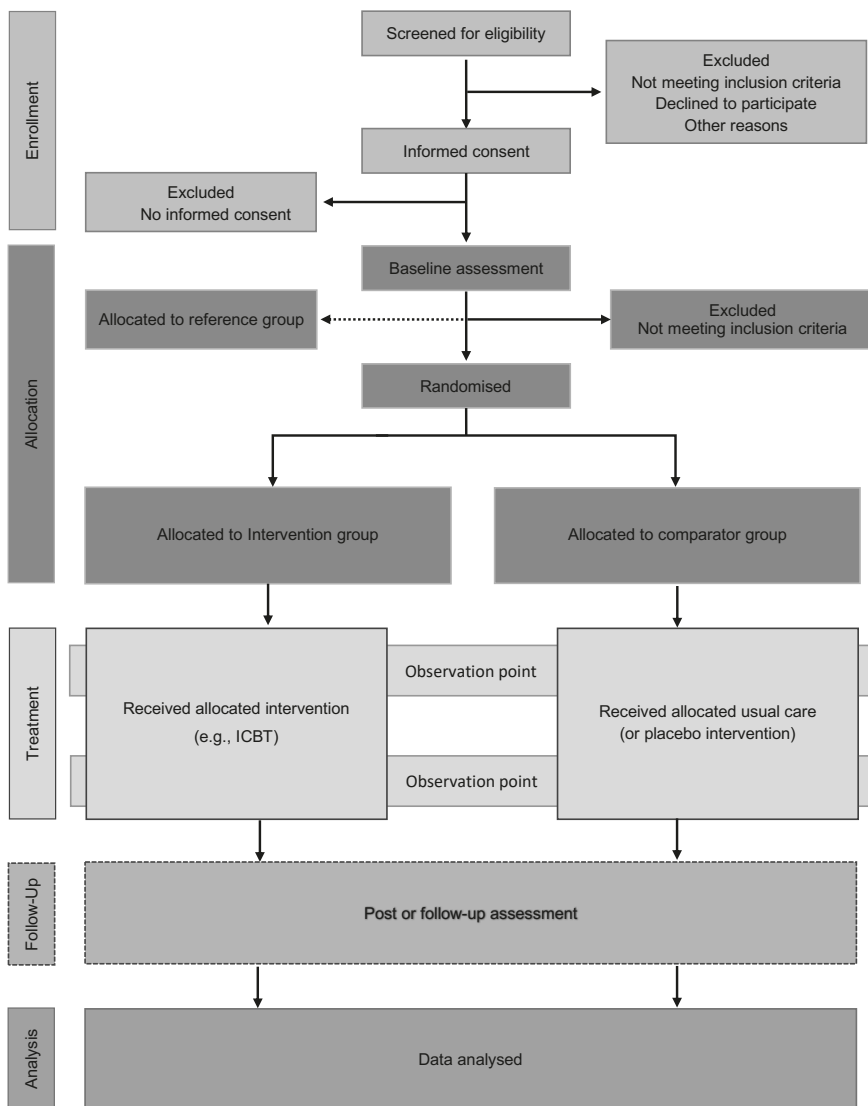 Enrollment
Screened for eligibility
Excluded
Not meeting inclusion criteria
Declined to participate
Other reasons
Informed consent
Excluded
No informed consent
Allocation
Baseline assessment
Allocated to reference group
Excluded
Not meeting inclusion criteria
Randomised
Allocated to Intervention group
Allocated to comparator group
Treatment
Observation point
Received allocated intervention
(e.g., ICBT)
Received allocated usual care
(or placebo intervention)
Observation point
Follow-Up
Post or follow-up assessment
Analysis
Data analysed